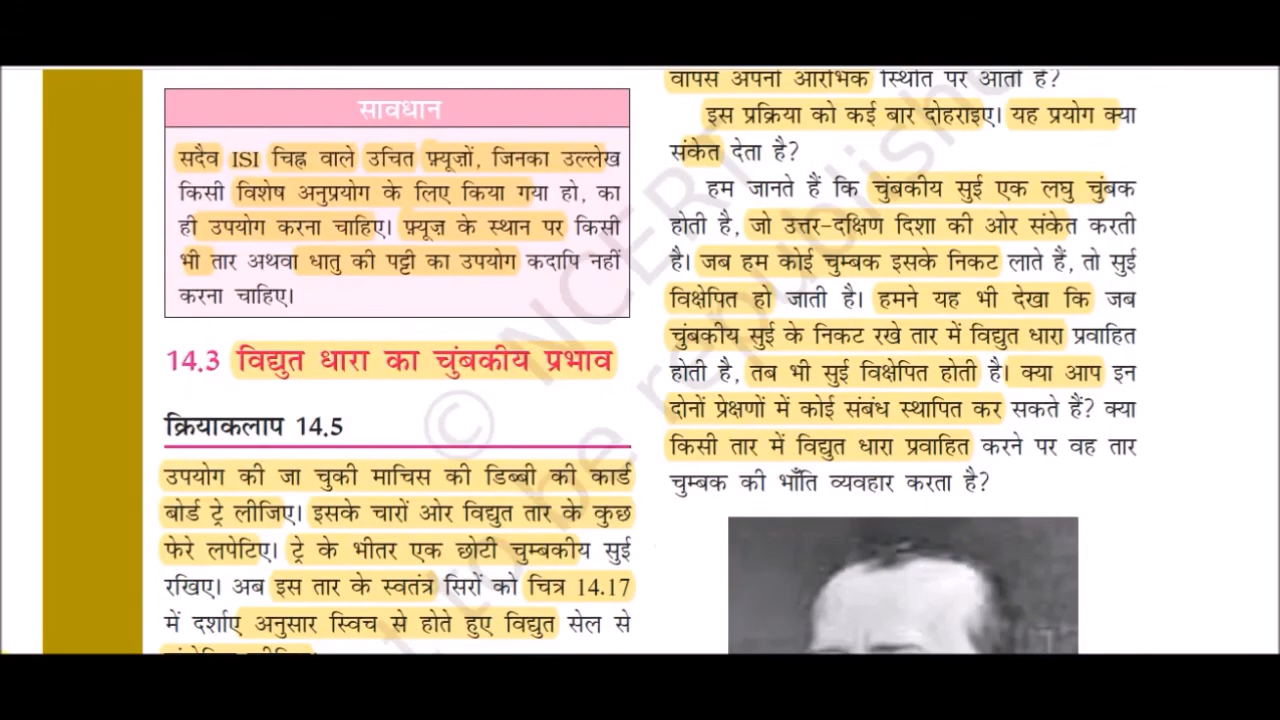 सावधान
सदैव ISI चिह्न वाले उचित फ़्यूज़ों, जिनका उल्लेख
किसी विशेष अनुप्रयोग के लिए किया गया हो, का
ही उपयोग करना चाहिए। फ़्यूज़ के स्थान पर किसी
भी तार अथवा धातु की पट्टी का उपयोग कदापि नहीं
करना चाहिए।
14.3 विद्युत धारा का चुंबकीय प्रभाव
क्रियाकलाप 14.5
उपयोग की जा चुकी माचिस की डिब्बी की कार्ड
बोर्ड ट्रे लीजिए। इसके चारों ओर विद्युत तार के कुछ
फेरे लपेटिए। ट्रे के भीतर एक छोटी चुम्बकीय सुई
रखिए। अब इस तार के स्वतंत्र सिरों को चित्र 14.17
में दर्शाए अनुसार स्विच से होते हुए विद्युत सेल से
वापस अपनी आरंभिक स्थिति पर आती है?
इस प्रक्रिया को कई बार दोहराइए। यह प्रयोग क्या
संकेत देता है?
हम जानते हैं कि चुंबकीय सुई एक लघु चुंबक
होती है, जो उत्तर-दक्षिण दिशा की ओर संकेत करती
है। जब हम कोई चुम्बक इसके निकट लाते हैं, तो सुई
विक्षेपित हो जाती है। हमने यह भी देखा कि जब
चुंबकीय सुई के निकट रखे तार में विद्युत धारा प्रवाहित
होती है, तब भी सुई विक्षेपित होती है। क्या आप इन
दोनों प्रेक्षणों में कोई संबंध स्थापित कर सकते हैं? क्या
किसी तार में विद्युत धारा प्रवाहित करने पर वह तार
चुम्बक की भाँति व्यवहार करता है?
© NCERT